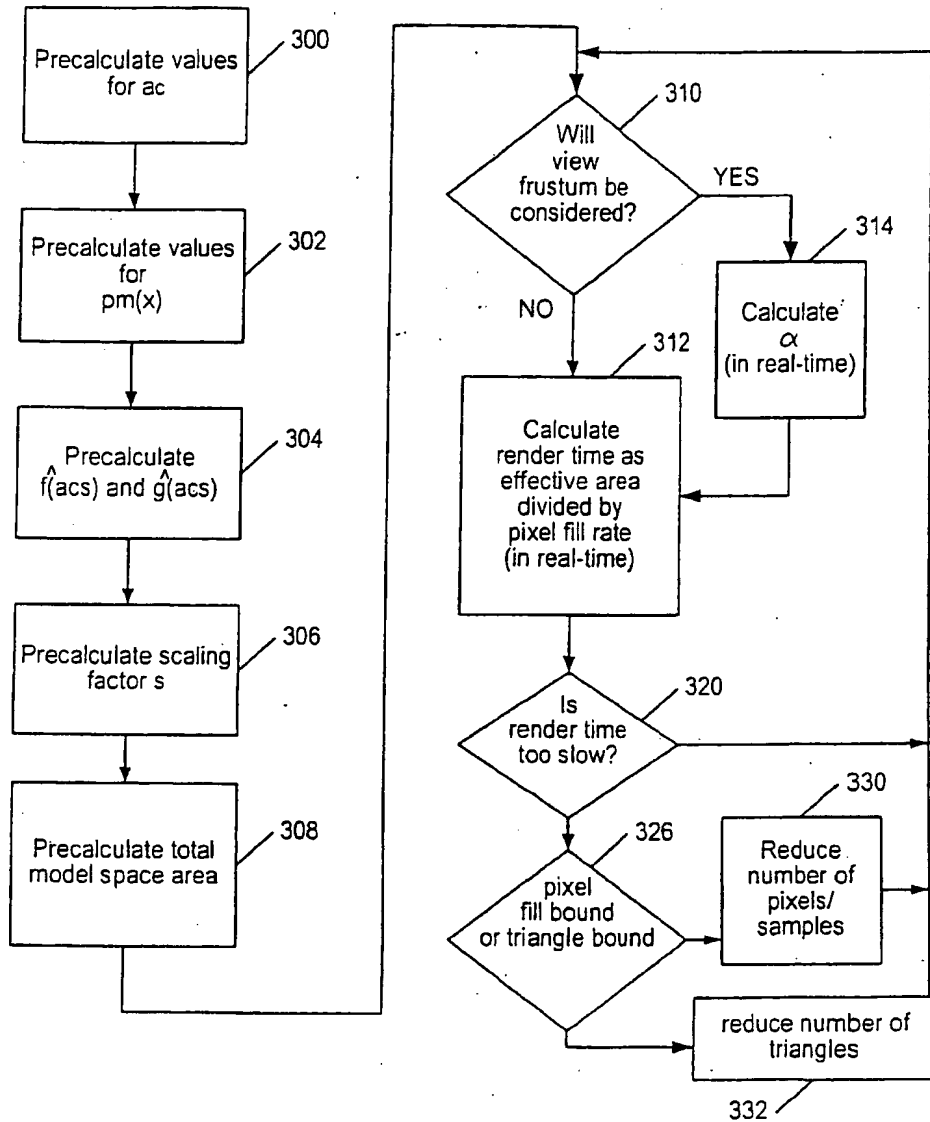 300
Precalculate values
for ac
302
Precalculate values
for
pm(x)
304
Precalculate
f̂(acs) and ĝ(acs)
306
Precalculate scaling
factor s
308
Precalculate total
model space area
310
Will
view
frustum be
considered?
YES
NO
314
Calculate
α
(in real-time)
312
Calculate
render time as
effective area
divided by
pixel fill rate
(in real-time)
320
Is
render time
too slow?
326
pixel
fill bound
or triangle bound
330
Reduce
number of
pixels/
samples
reduce number of
triangles
332